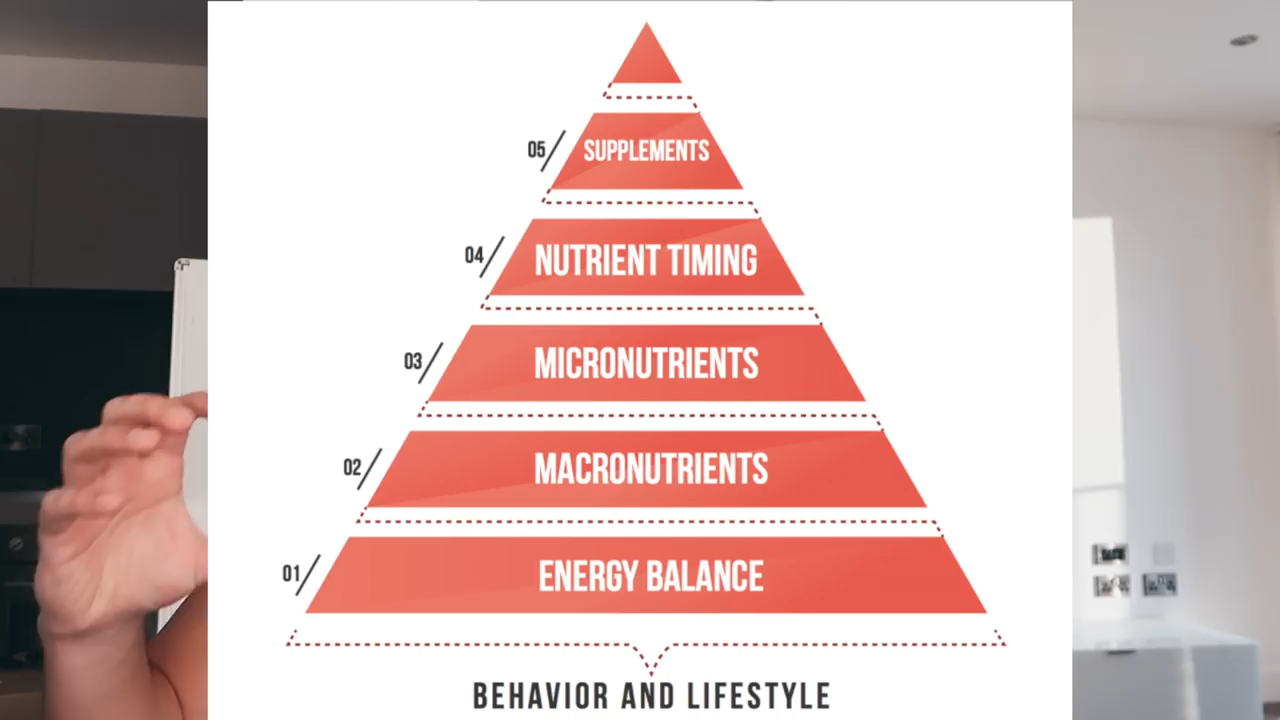 05 SUPPLEMENTS
04 NUTRIENT TIMING
03 MICRONUTRIENTS
02 MACRONUTRIENTS
01 ENERGY BALANCE
BEHAVIOR AND LIFESTYLE